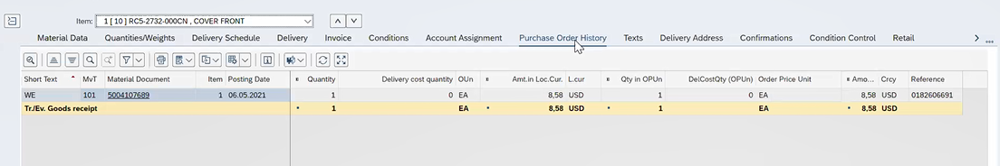 Item: 1 [ 10 ] RC5-2732-000CN , COVER FRONT
Material Data Quantities/Weights Delivery Schedule Delivery Invoice Conditions Account Assignment Purchase Order History Texts Delivery Address Confirmations Condition Control Retail
Short Text MvT Material Document Item Posting Date Quantity Delivery cost quantity OUn Amt.in Loc.Cur. L.cur Qty in OPUn DelCostQty (OPUn) Order Price Unit Amo... Crcy Reference
WE 101 5004107689 1 06.05.2021 1 0 EA 8,58 USD 1 0 EA 8,58 USD 0182606691
Tr./Ev. Goods receipt * 1 EA * 8,58 USD * 1 EA * 8,58 USD